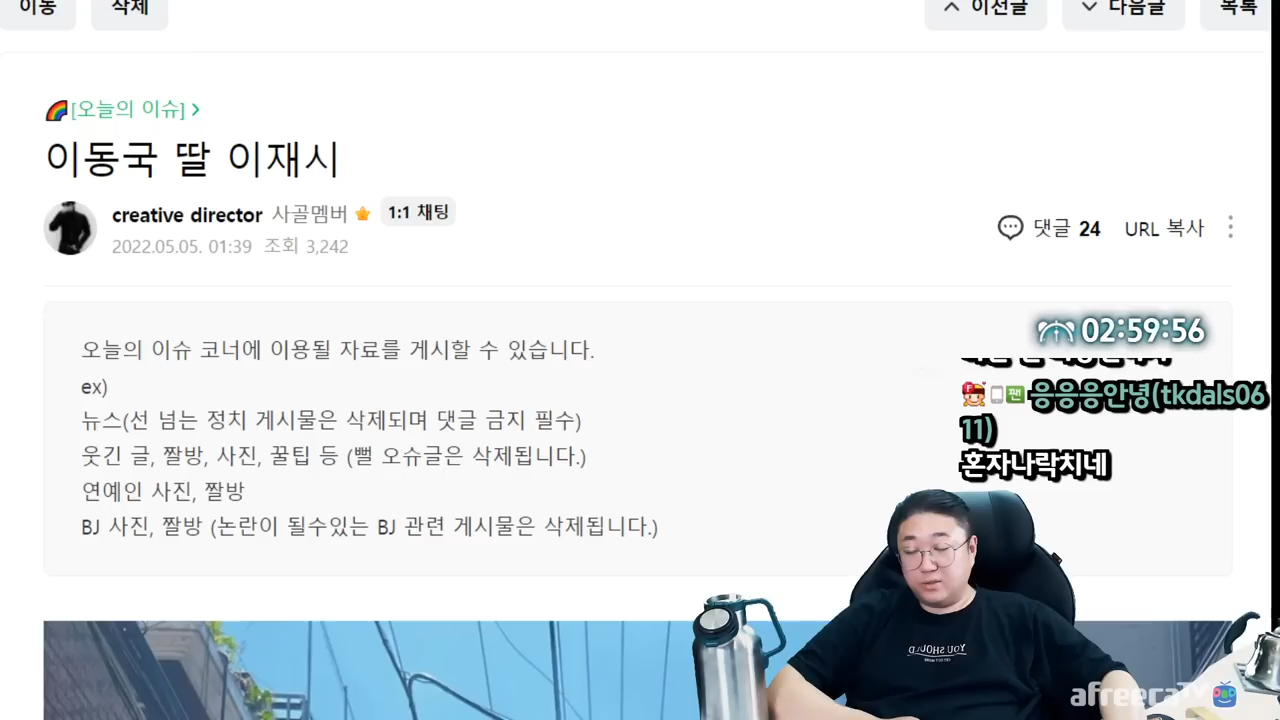 이동
삭제
이전글
다음글
목록
[오늘의 이슈]
이동국 딸 이재시
creative director 사골멤버 1:1 채팅
2022.05.05. 01:39 조회 3,242
댓글 24 URL 복사
오늘의 이슈 코너에 이용될 자료를 게시할 수 있습니다.
ex)
뉴스(선 넘는 정치 게시물은 삭제되며 댓글 금지 필수)
웃긴 글, 짤방, 사진, 꿀팁 등 (뻘 오슈글은 삭제됩니다.)
연예인 사진, 짤방
BJ 사진, 짤방 (논란이 될수있는 BJ 관련 게시물은 삭제됩니다.)
02:59:56
F 팬 응응응안녕(tkdals06
11)
혼자나락치네
YOU SHOULD
afreecaTV